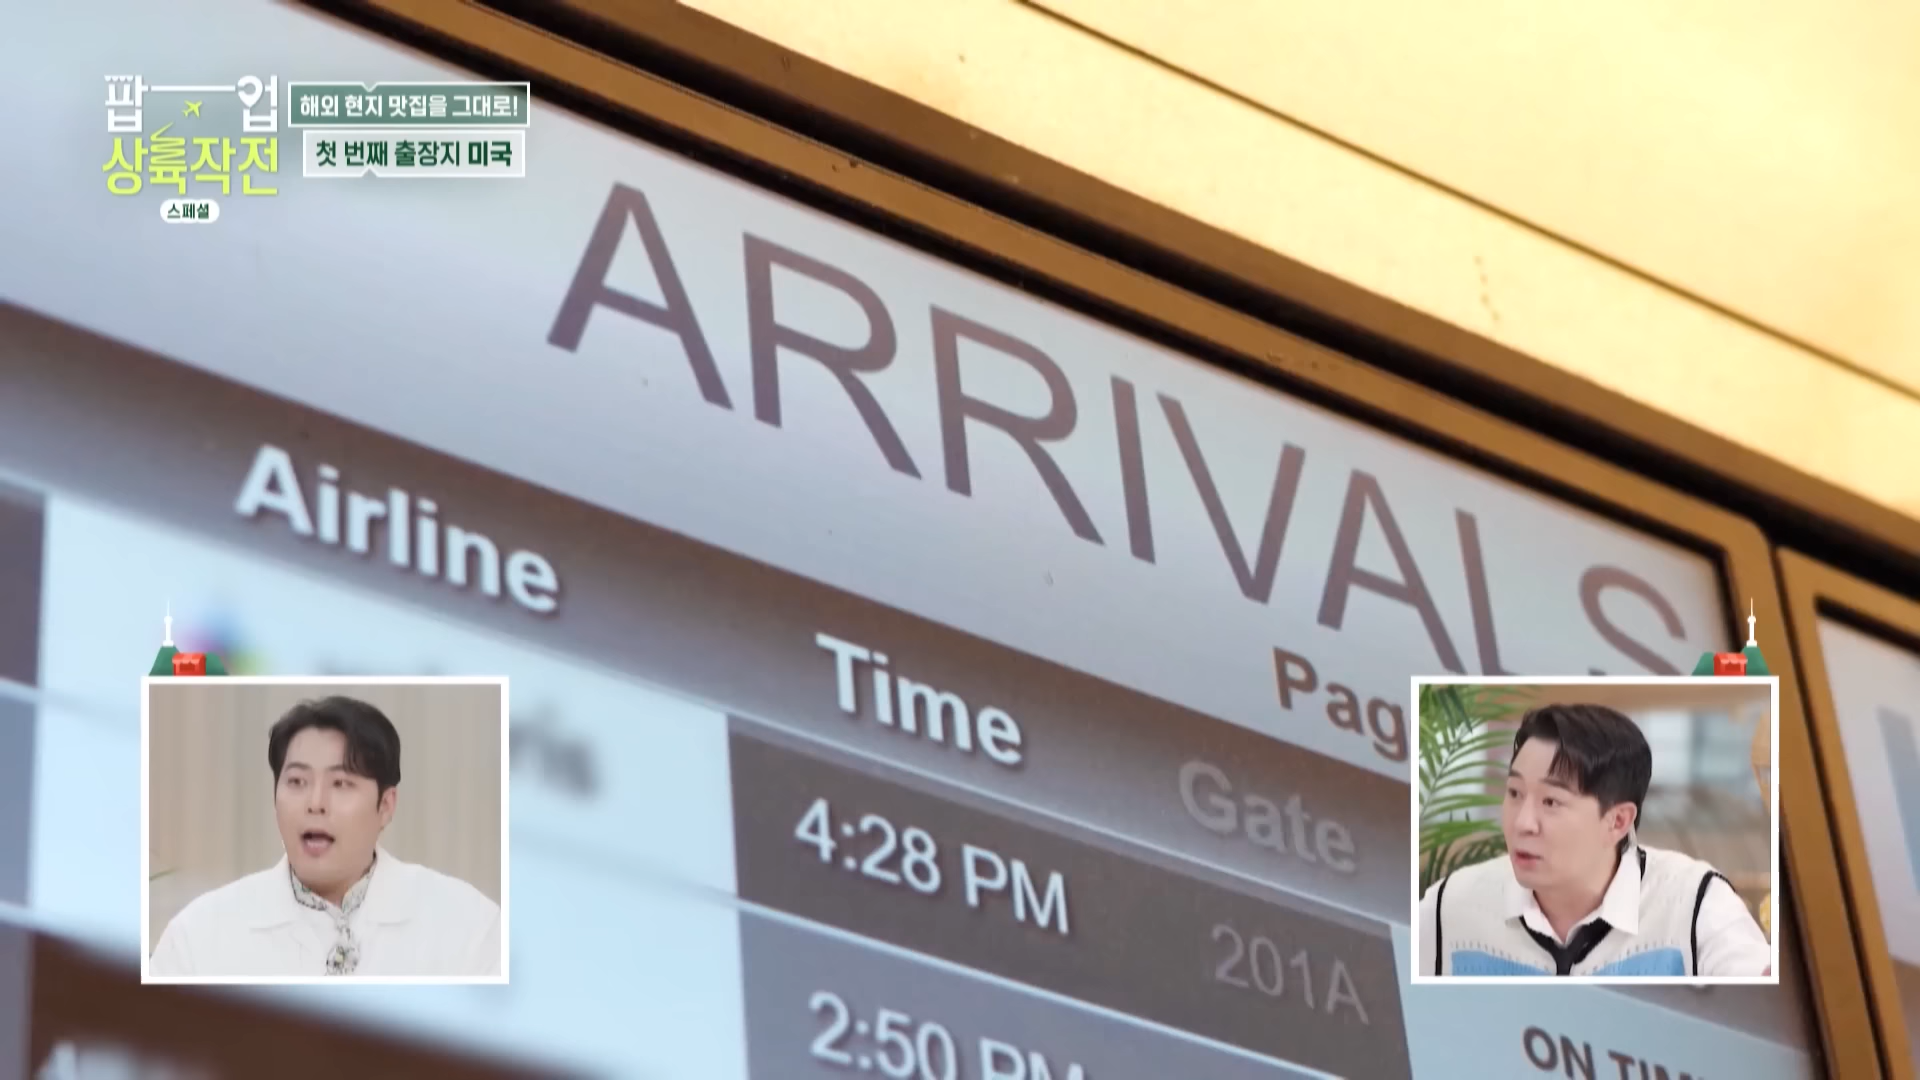 팝업
상륙작전
스페셜
해외 현지 맛집을 그대로!
첫 번째 출장지 미국
ARRIVALS
Airline
Time
Pag
Gate
4:28 PM
201A
2:50 PM
ON TIM